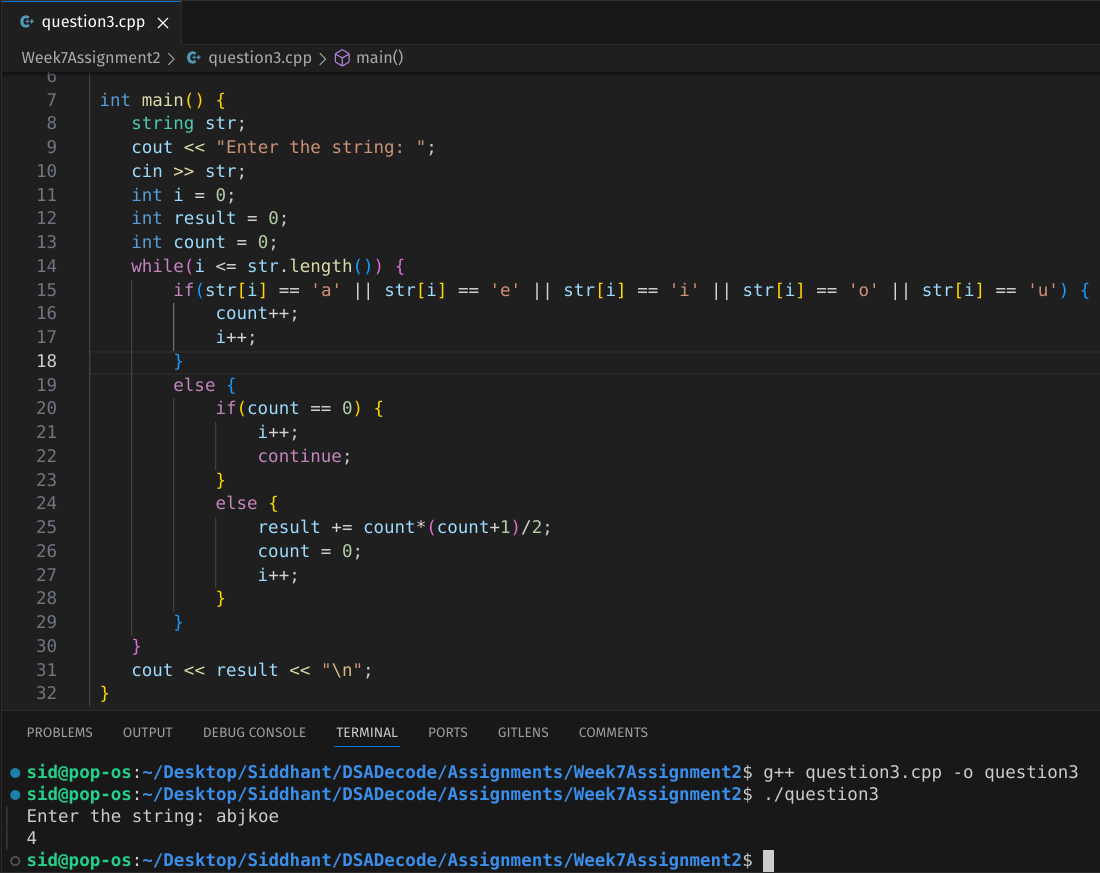 question3.cpp
Week7Assignment2 > question3.cpp > main()
6
7 int main() {
8 string str;
9 cout << "Enter the string: ";
10 cin >> str;
11 int i = 0;
12 int result = 0;
13 int count = 0;
14 while(i <= str.length()) {
15 if(str[i] == 'a' || str[i] == 'e' || str[i] == 'i' || str[i] == 'o' || str[i] == 'u') {
16 count++;
17 i++;
18 }
19 else {
20 if(count == 0) {
21 i++;
22 continue;
23 }
24 else {
25 result += count*(count+1)/2;
26 count = 0;
27 i++;
28 }
29 }
30 }
31 cout << result << "\n";
32 }
PROBLEMS OUTPUT DEBUG CONSOLE TERMINAL PORTS GITLENS COMMENTS
sid@pop-os:~/Desktop/Siddhant/DSADecode/Assignments/Week7Assignment2$ g++ question3.cpp -o question3
sid@pop-os:~/Desktop/Siddhant/DSADecode/Assignments/Week7Assignment2$ ./question3
Enter the string: abjkoe
4
sid@pop-os:~/Desktop/Siddhant/DSADecode/Assignments/Week7Assignment2$